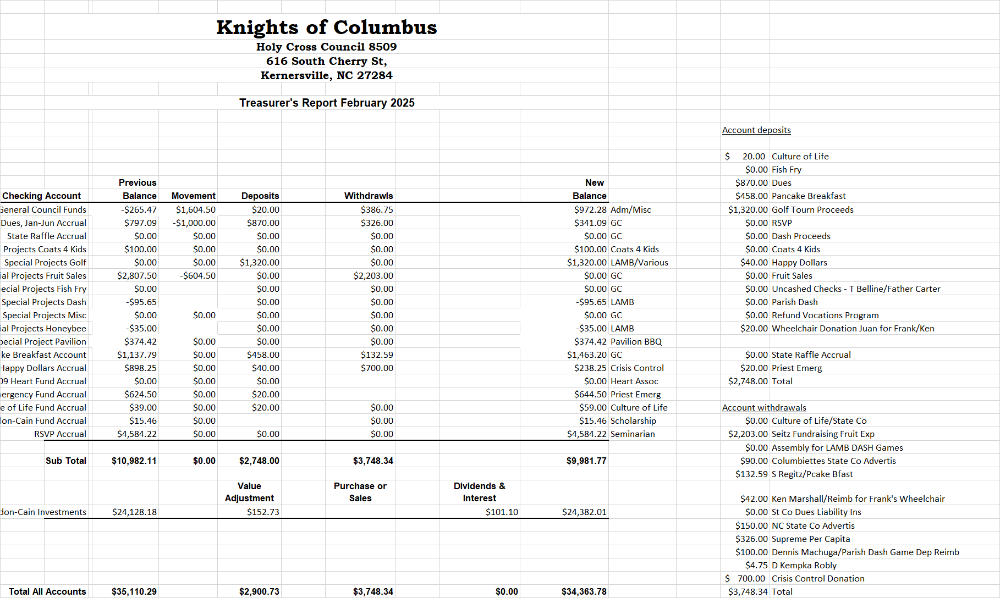 Knights of Columbus
Holy Cross Council 8509
616 South Cherry St,
Kernersville, NC 27284
Treasurer's Report February 2025
Account deposits
$ 20.00 Culture of Life
$0.00 Fish Fry
Previous New $870.00 Dues
Checking Account Balance Movement Deposits Withdrawls Balance $458.00 Pancake Breakfast
General Council Funds -$265.47 $1,604.50 $20.00 $386.75 $972.28 Adm/Misc $1,320.00 Golf Tourn Proceeds
Dues, Jan-Jun Accrual $797.09 -$1,000.00 $870.00 $326.00 $341.09 GC $0.00 RSVP
State Raffle Accrual $0.00 $0.00 $0.00 $0.00 $0.00 GC $0.00 Dash Proceeds
Projects Coats 4 Kids $100.00 $0.00 $0.00 $0.00 $100.00 Coats 4 Kids $0.00 Coats 4 Kids
Special Projects Golf $0.00 $0.00 $1,320.00 $0.00 $1,320.00 LAMB/Various $40.00 Happy Dollars
ial Projects Fruit Sales $2,807.50 -$604.50 $0.00 $2,203.00 $0.00 GC $0.00 Fruit Sales
ecial Projects Fish Fry $0.00 $0.00 $0.00 $0.00 GC $0.00 Uncashed Checks - T Belline/Father Carter
Special Projects Dash -$95.65 $0.00 $0.00 -$95.65 LAMB $0.00 Parish Dash
Special Projects Misc $0.00 $0.00 $0.00 $0.00 $0.00 GC $0.00 Refund Vocations Program
ial Projects Honeybee -$35.00 $0.00 $0.00 -$35.00 LAMB $20.00 Wheelchair Donation Juan for Frank/Ken
pecial Project Pavilion $374.42 $0.00 $0.00 $0.00 $374.42 Pavilion BBQ
ke Breakfast Account $1,137.79 $0.00 $458.00 $132.59 $1,463.20 GC $0.00 State Raffle Accrual
Happy Dollars Accrual $898.25 $0.00 $40.00 $700.00 $238.25 Crisis Control $20.00 Priest Emerg
09 Heart Fund Accrual $0.00 $0.00 $0.00 $0.00 Heart Assoc $2,748.00 Total
ergency Fund Accrual $624.50 $0.00 $20.00 $644.50 Priest Emerg
e of Life Fund Accrual $39.00 $0.00 $20.00 $0.00 $59.00 Culture of Life Account withdrawals
lon-Cain Fund Accrual $15.46 $0.00 $0.00 $15.46 Scholarship $0.00 Culture of Life/State Co
RSVP Accrual $4,584.22 $0.00 $0.00 $0.00 $4,584.22 Seminarian $2,203.00 Seitz Fundraising Fruit Exp
$0.00 Assembly for LAMB DASH Games
Sub Total $10,982.11 $0.00 $2,748.00 $3,748.34 $9,981.77 $90.00 Columbiettes State Co Advertis
$132.59 S Regitz/Pcake Bfast
Value Purchase or Dividends &
Adjustment Sales Interest $42.00 Ken Marshall/Reimb for Frank's Wheelchair
don-Cain Investments $24,128.18 $152.73 $101.10 $24,382.01 $0.00 St Co Dues Liability Ins
$150.00 NC State Co Advertis
$326.00 Supreme Per Capita
$100.00 Dennis Machuga/Parish Dash Game Dep Reimb
$4.75 D Kempka Robly
$ 700.00 Crisis Control Donation
Total All Accounts $35,110.29 $2,900.73 $3,748.34 $0.00 $34,363.78 $3,748.34 Total